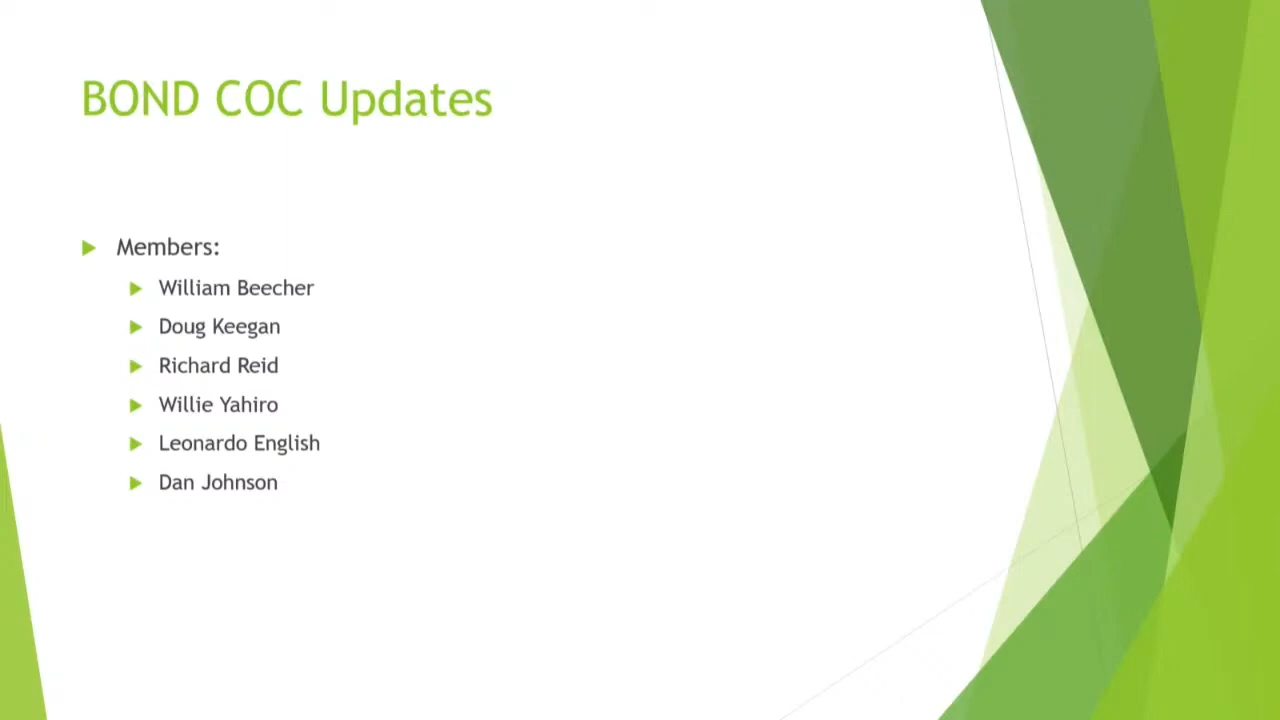 BOND COC Updates
Members:
William Beecher
Doug Keegan
Richard Reid
Willie Yahiro
Leonardo English
Dan Johnson